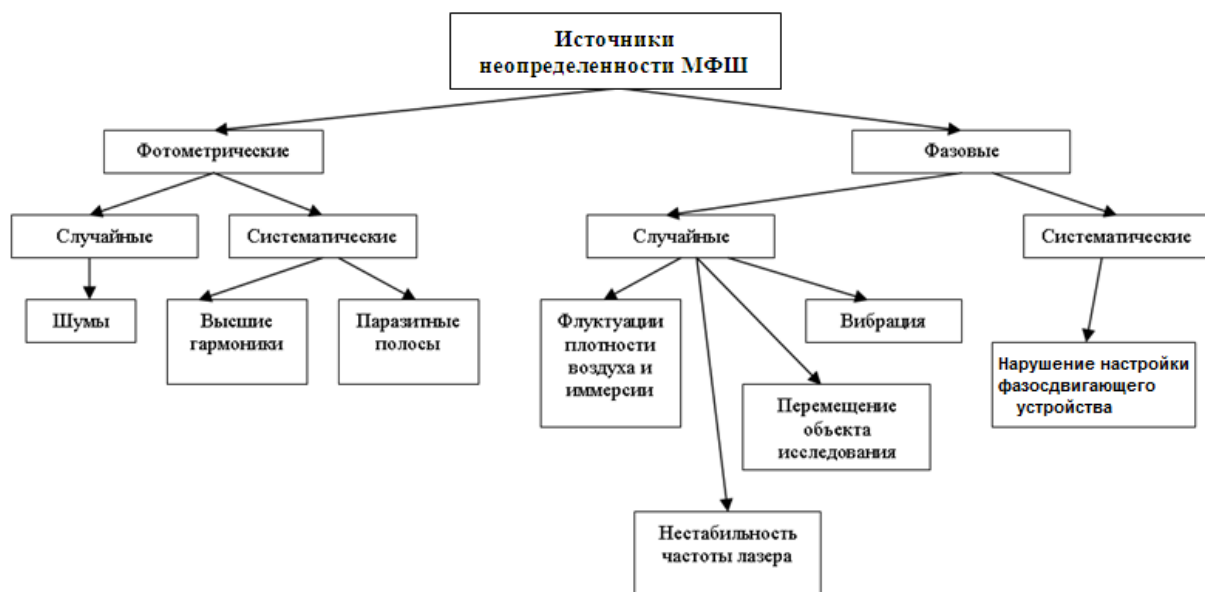 Источники
неопределенности МФШ
Фотометрические
Фазовые
Случайные
Систематические
Случайные
Систематические
Шумы
Высшие
гармоники
Паразитные
полосы
Флуктуации
плотности
воздуха и
иммерсии
Вибрация
Нарушение настройки
фазосдвигающего
устройства
Перемещение
объекта
исследования
Нестабильность
частоты лазера